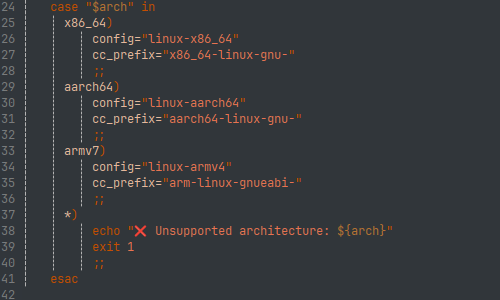 24 case "$arch" in
25 x86_64)
26 config="linux-x86_64"
27 cc_prefix="x86_64-linux-gnu-"
28 ;;
29 aarch64)
30 config="linux-aarch64"
31 cc_prefix="aarch64-linux-gnu-"
32 ;;
33 armv7)
34 config="linux-armv4"
35 cc_prefix="arm-linux-gnueabi-"
36 ;;
37 *)
38 echo "❌ Unsupported architecture: ${arch}"
39 exit 1
40 ;;
41 esac
42